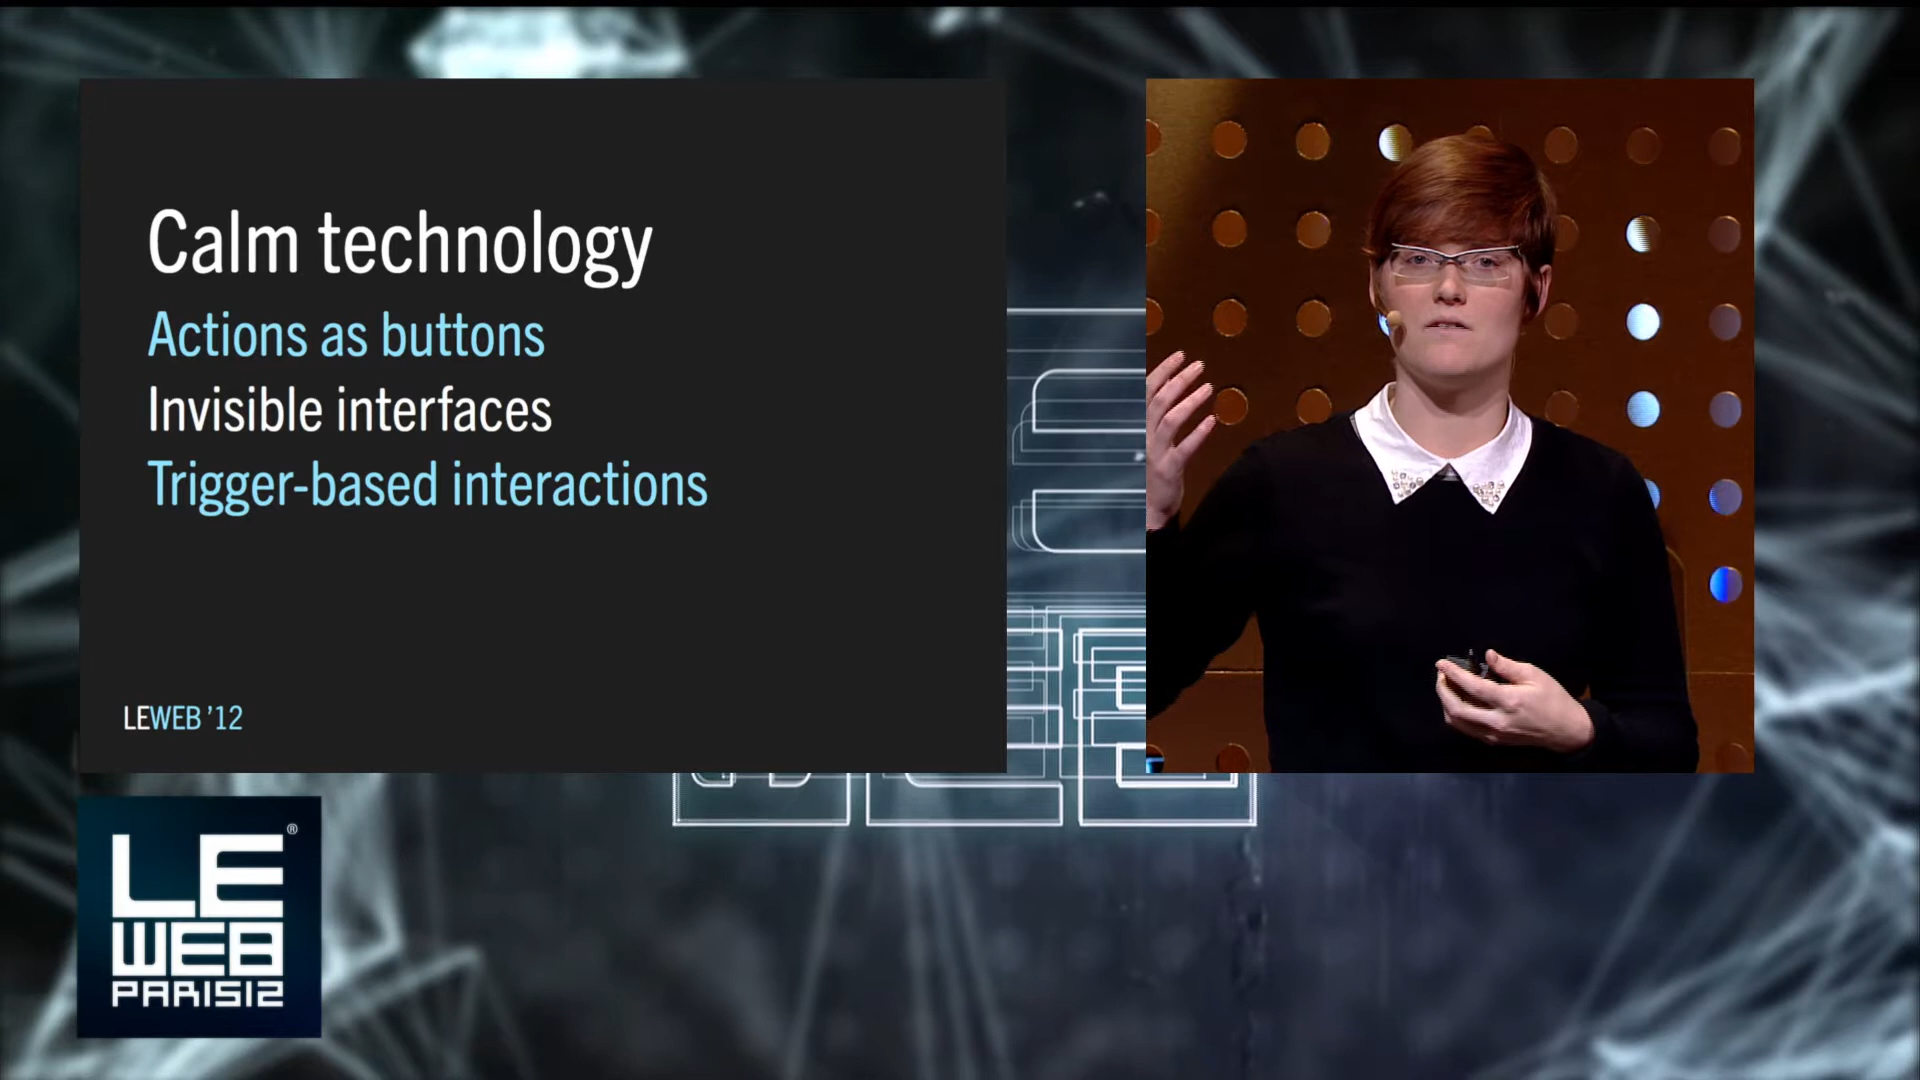 Calm technology
Actions as buttons
Invisible interfaces
Trigger-based interactions
LEWEB '12
LE®
WEB
PARIS12